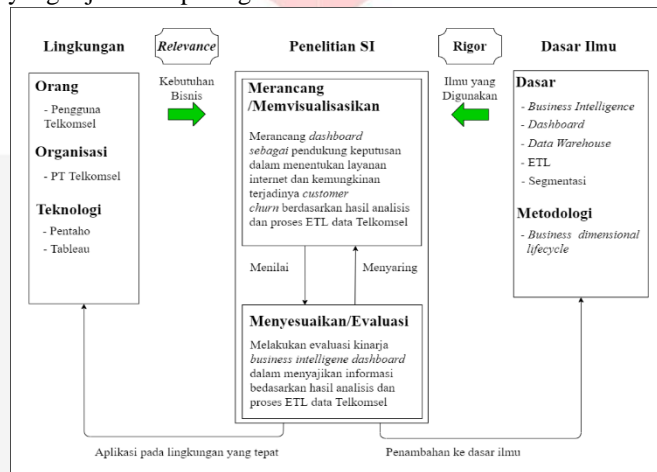 Lingkungan
Relevance
Penelitian SI
Rigor
Dasar Ilmu
Orang
- Pengguna
Telkomsel
Organisasi
- PT Telkomsel
Teknologi
- Pentaho
- Tableau
Kebutuhan
Bisnis
Merancang
/Memvisualisasikan
Merancang dashboard
sebagai pendukung keputusan
dalam menentukan layanan
internet dan kemungkinan
terjadinya customer
churn berdasarkan hasil analisis
dan proses ETL data Telkomsel
Menilai
Menyaring
Menyesuaikan/Evaluasi
Melakukan evaluasi kinarja
business intelligene dashboard
dalam menyajikan informasi
bedasarkan hasil analisis dan
proses ETL data Telkomsel
Ilmu yang
Digunakan
Dasar
- Business Intelligence
- Dashboard
- Data Warehouse
- ETL
- Segmentasi
Metodologi
- Business dimensional
lifecycle
Aplikasi pada lingkungan yang tepat
Penambahan ke dasar ilmu